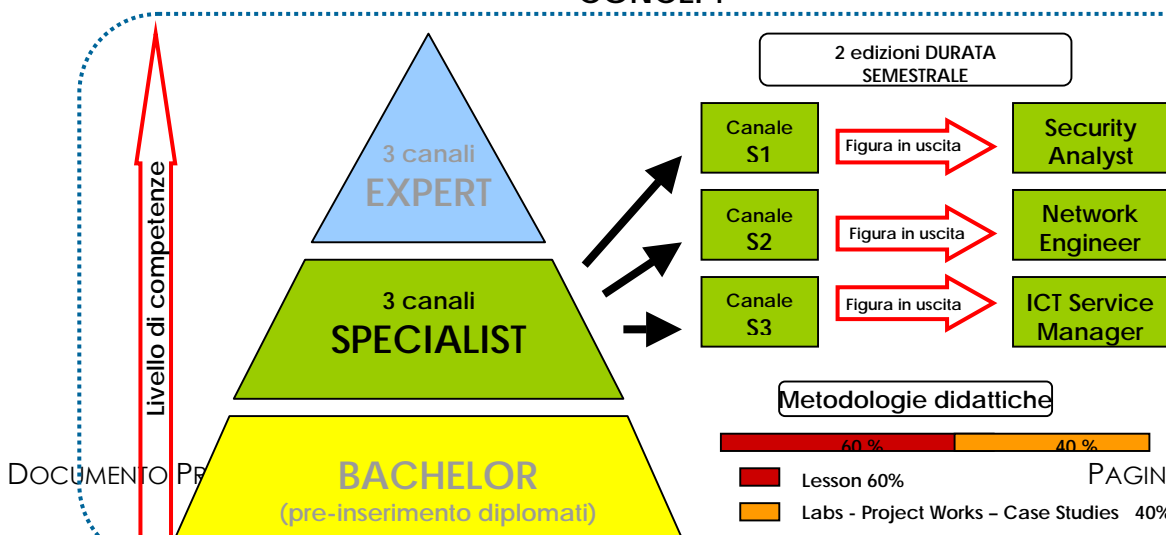 2 edizioni DURATA
SEMESTRALE
Livello di competenze
3 canali
EXPERT
3 canali
SPECIALIST
BACHELOR
(pre-inserimento diplomati)
Canale
S1
Figura in uscita
Security
Analyst
Canale
S2
Figura in uscita
Network
Engineer
Canale
S3
Figura in uscita
ICT Service
Manager
Metodologie didattiche
60 %
40 %
Lesson 60%
Labs - Project Works – Case Studies 40%
DOCUMENTO PR
PAGIN